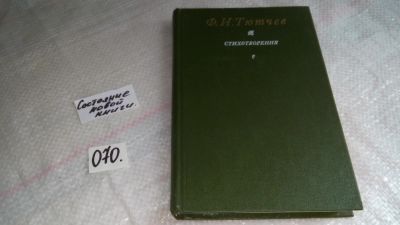 Ф. И. Тютчев
СТИХОТВОРЕНИЯ
Состояние
новой
книги.
070.